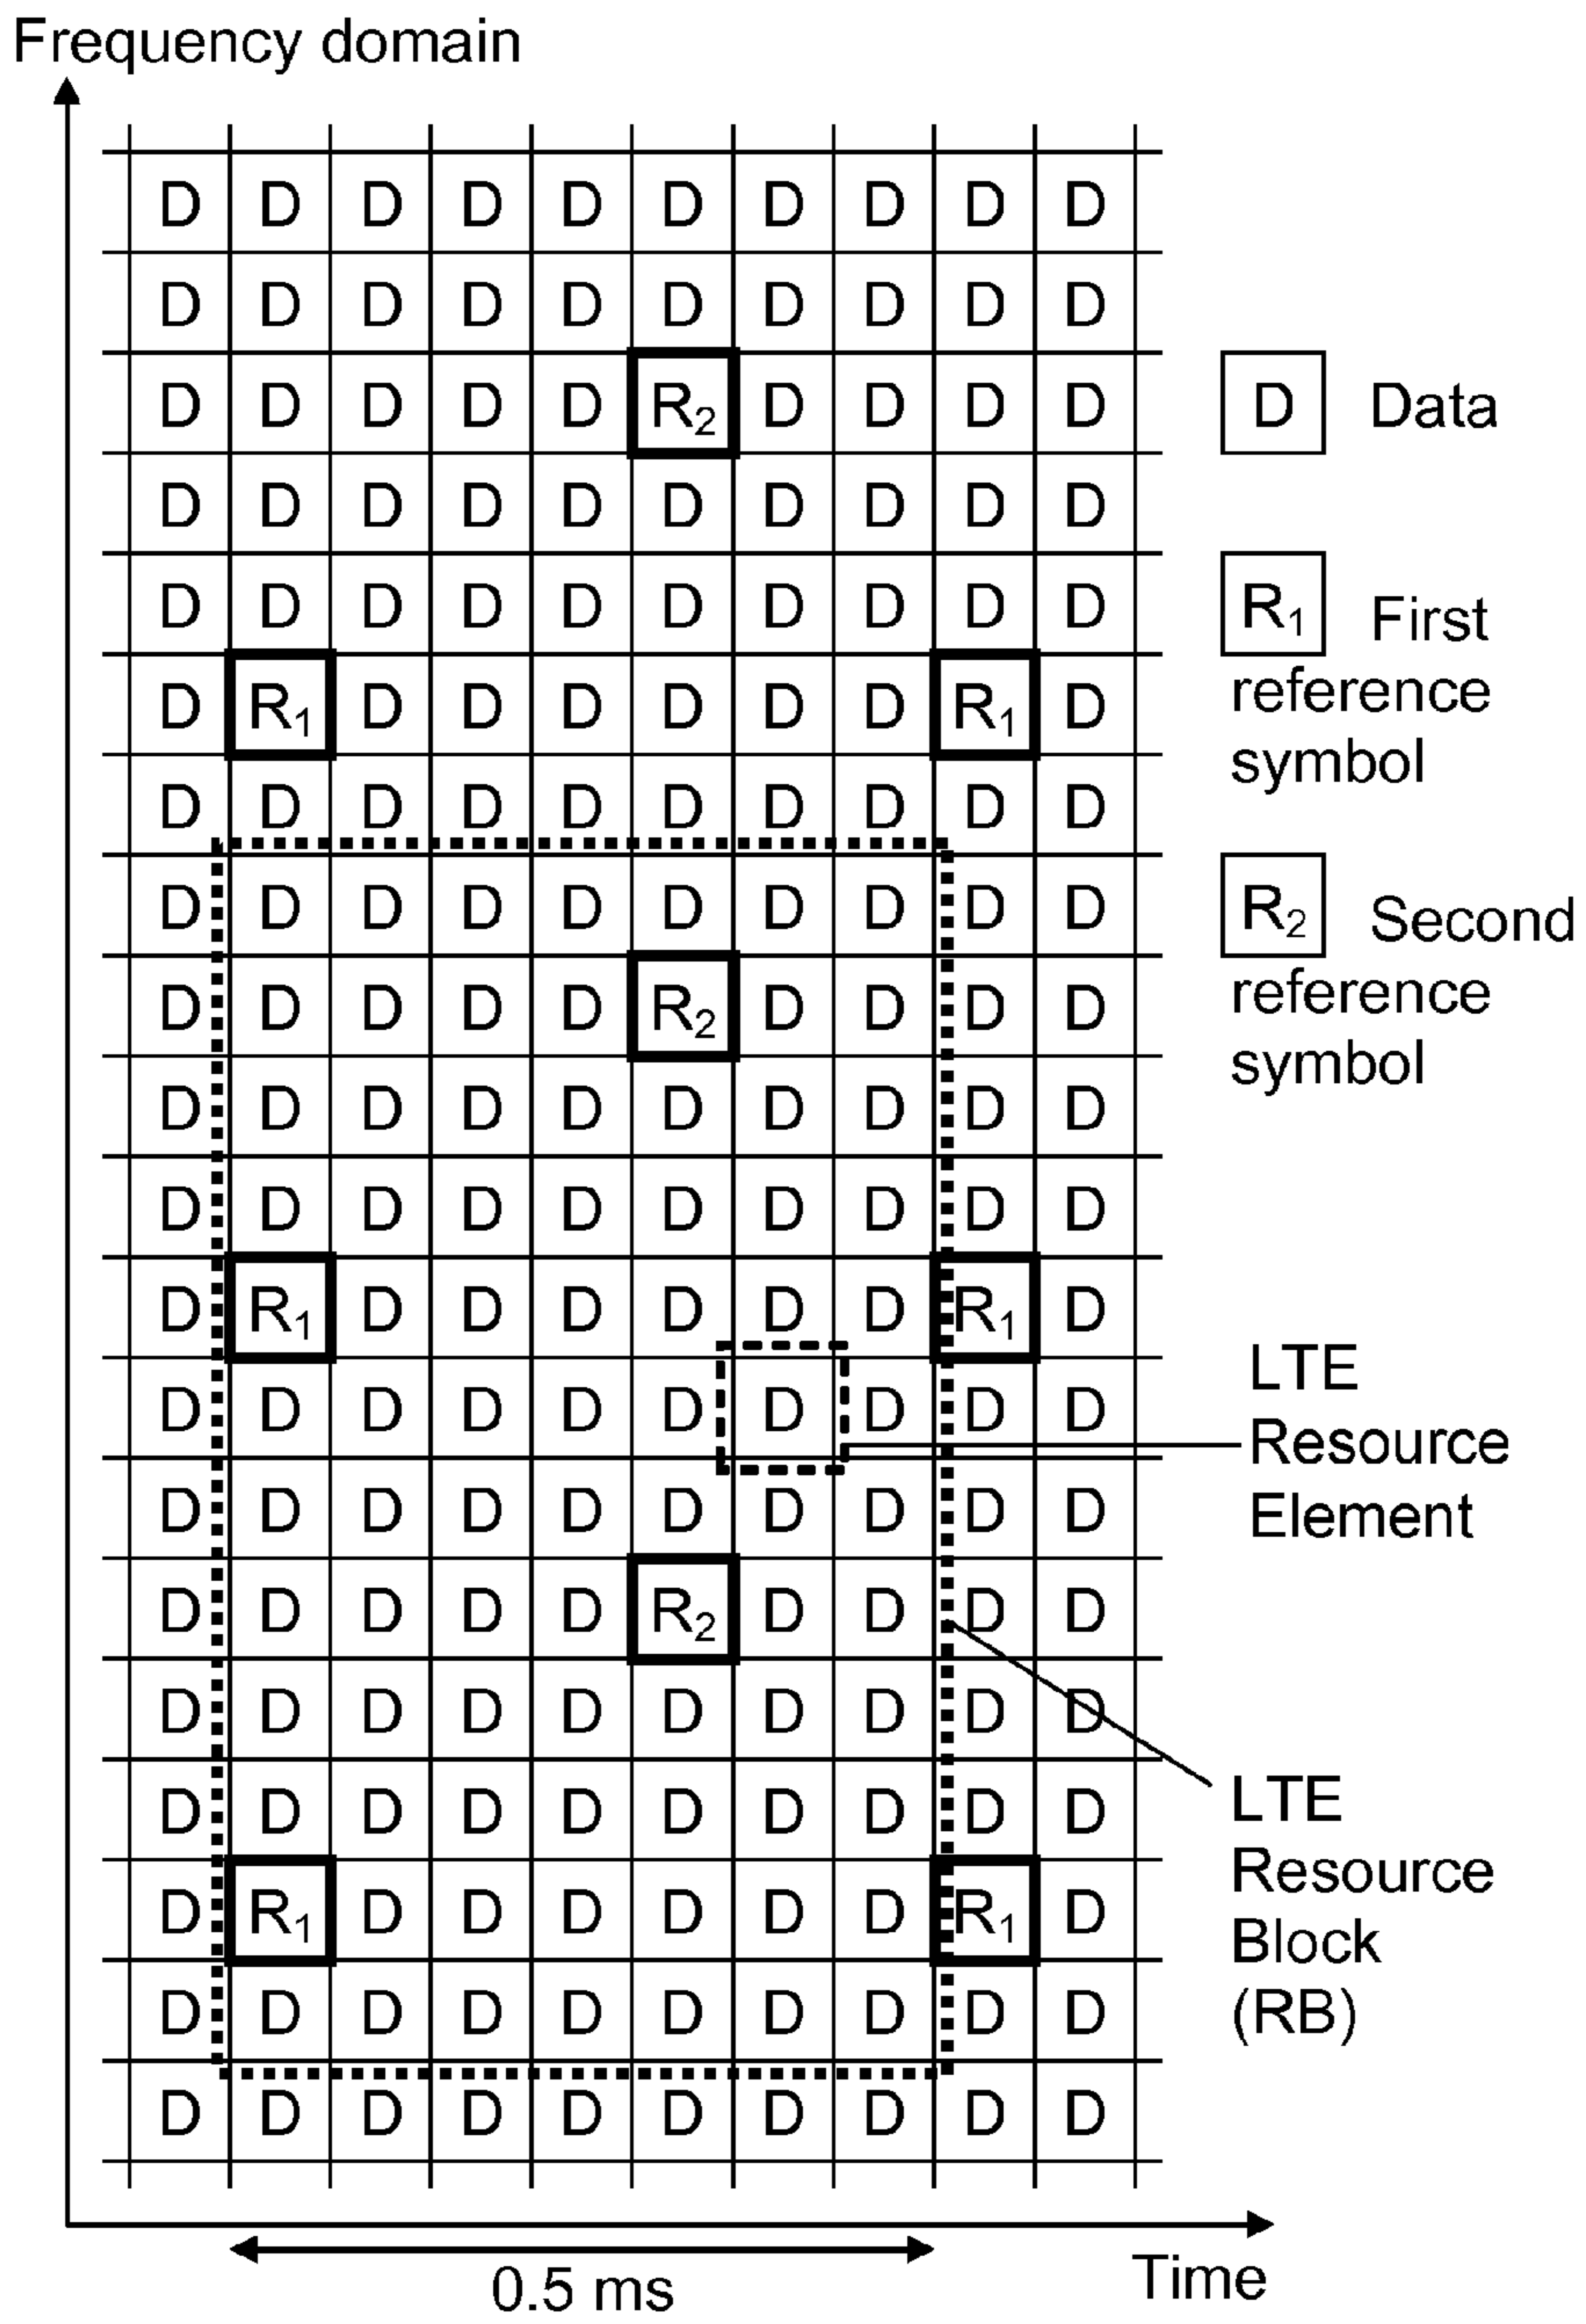 Frequency domain
D D D D D D D D D D
D D D D D D D D D D
D D D D D R2 D D D D
D Data
D D D D D D D D D D
D D D D D D D D D D
R1 First
reference
symbol
D R1 D D D D D D R1 D
D D D D D D D D D D
D D D D D D D D D D
R2 Second
reference
symbol
D D D D D R2 D D D D
D D D D D D D D D D
D D D D D D D D D D
D R1 D D D D D D R1 D
D D D D D D D D D D
LTE
Resource
Element
D D D D D D D D D D
D D D D D R2 D D D D
D D D D D D D D D D
D D D D D D D D D D
LTE
Resource
Block
(RB)
D R1 D D D D D D R1 D
D D D D D D D D D D
D D D D D D D D D D
0.5 ms
Time